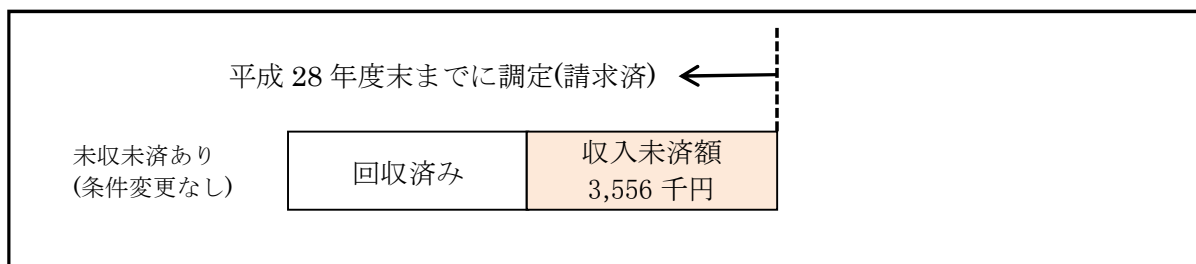 平成 28 年度末までに調定(請求済)
未収未済あり
(条件変更なし)
回収済み
収入未済額
3,556 千円